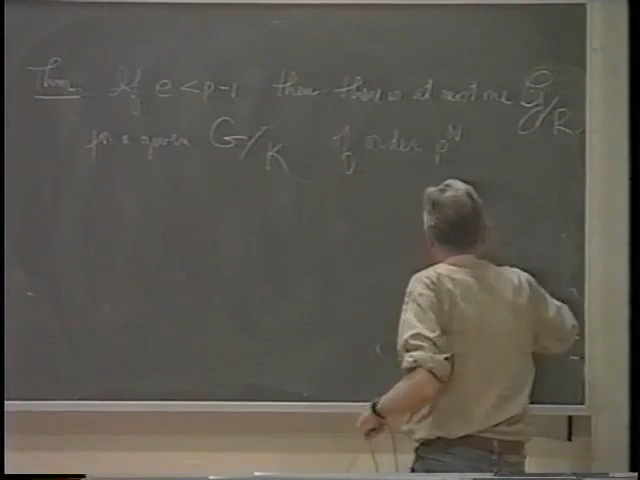 Thm. If e < p-1 then there is at most one G/R
for a given G/K of order p^N